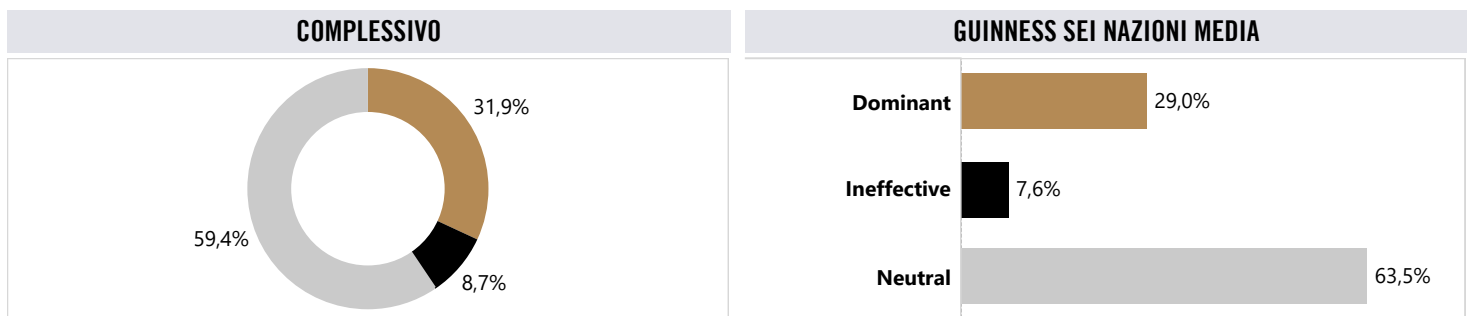 COMPLESSIVO
31,9%
59,4%
8,7%
GUINNESS SEI NAZIONI MEDIA
Dominant 29,0%
Ineffective 7,6%
Neutral 63,5%